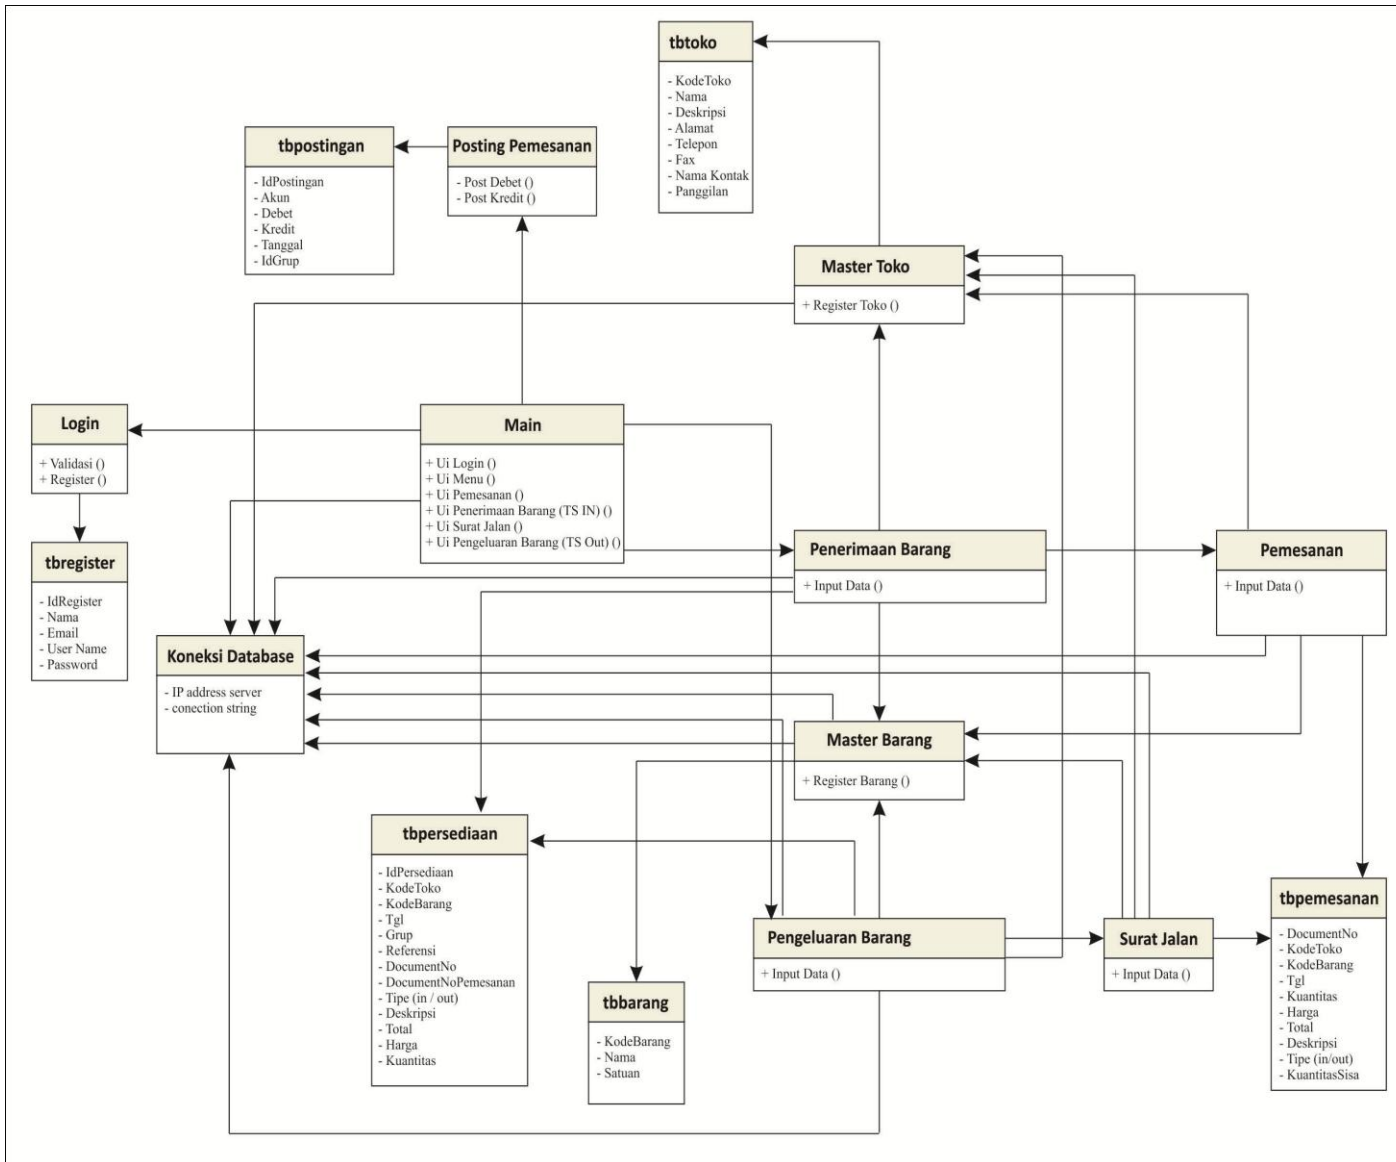 tbtoko
- KodeToko
- Nama
- Deskripsi
- Alamat
- Telepon
- Fax
- Nama Kontak
- Panggilan
tbpostingan
- IdPostingan
- Akun
- Debet
- Kredit
- Tanggal
- IdGrup
Posting Pemesanan
- Post Debet ()
- Post Kredit ()
Master Toko
+ Register Toko ()
Login
+ Validasi ()
+ Register ()
Main
+ Ui Login ()
+ Ui Menu ()
+ Ui Pemesanan ()
+ Ui Penerimaan Barang (TS IN) ()
+ Ui Surat Jalan ()
+ Ui Pengeluaran Barang (TS Out) ()
tbregister
- IdRegister
- Nama
- Email
- User Name
- Password
Penerimaan Barang
+ Input Data ()
Pemesanan
+ Input Data ()
Koneksi Database
- IP address server
- conection string
Master Barang
+ Register Barang ()
tbpersediaan
- IdPersediaan
- KodeToko
- KodeBarang
- Tgl
- Grup
- Referensi
- DocumentNo
- DocumentNoPemesanan
- Tipe (in / out)
- Deskripsi
- Total
- Harga
- Kuantitas
tbbarang
- KodeBarang
- Nama
- Satuan
Pengeluaran Barang
+ Input Data ()
Surat Jalan
+ Input Data ()
tbpemesanan
- DocumentNo
- KodeToko
- KodeBarang
- Tgl
- Kuantitas
- Harga
- Total
- Deskripsi
- Tipe (in/out)
- KuantitasSisa